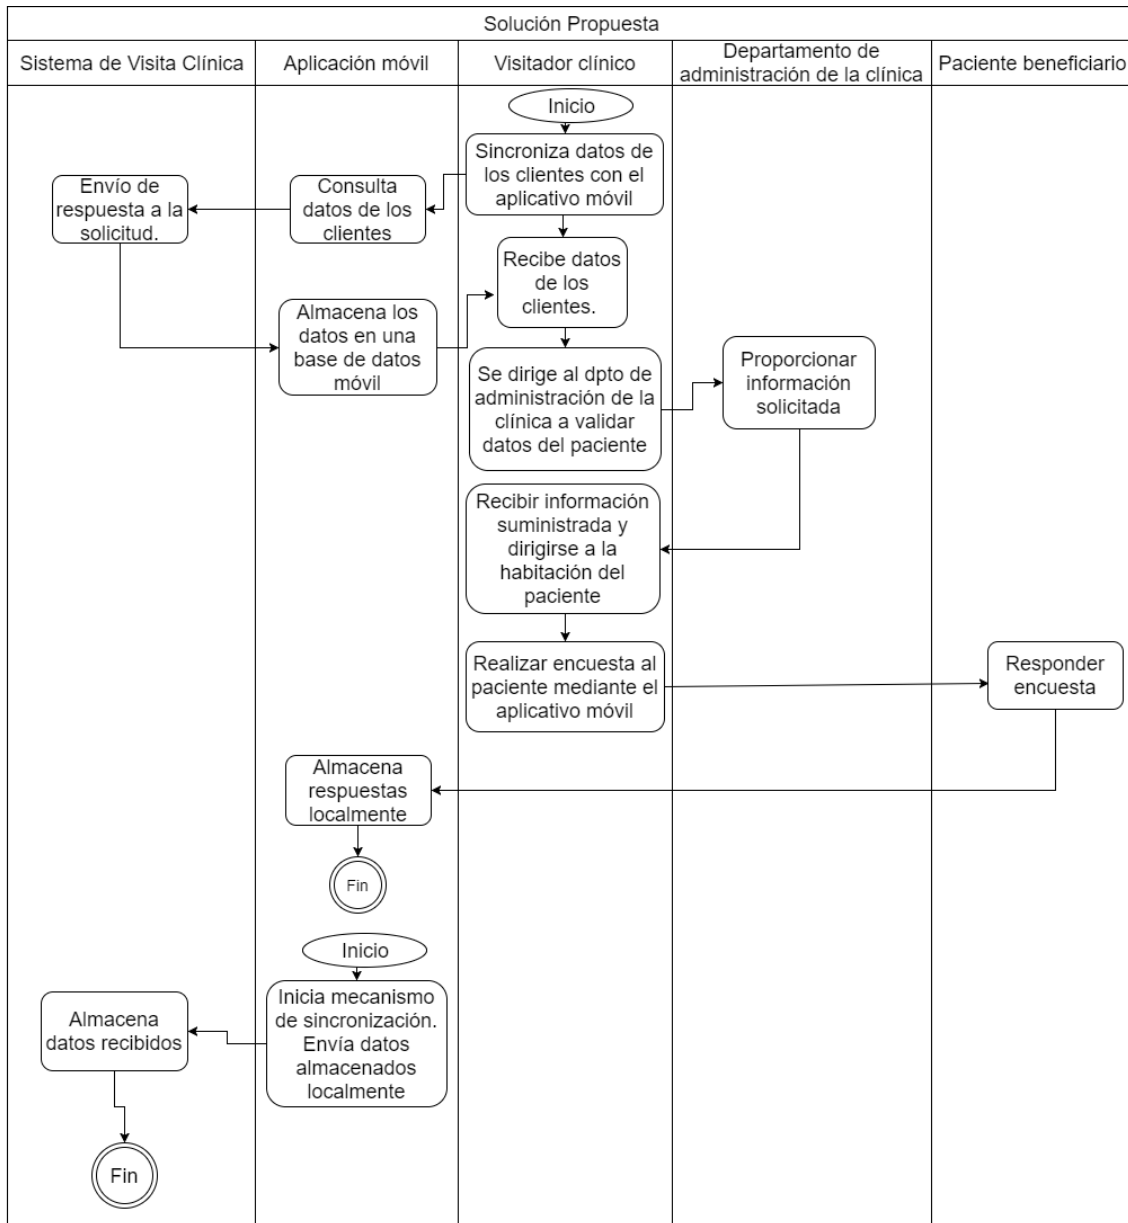 Solución Propuesta
Sistema de Visita Clínica
Aplicación móvil
Visitador clínico
Departamento de
administración de la clínica
Paciente beneficiario
Inicio
Sincroniza datos de
los clientes con el
aplicativo móvil
Consulta
datos de los
clientes
Envío de
respuesta a la
solicitud.
Recibe datos
de los
clientes.
Almacena los
datos en una
base de datos
móvil
Se dirige al dpto de
administración de la
clínica a validar
datos del paciente
Proporcionar
información
solicitada
Recibir información
suministrada y
dirigirse a la
habitación del
paciente
Realizar encuesta al
paciente mediante el
aplicativo móvil
Responder
encuesta
Almacena
respuestas
localmente
Fin
Inicio
Inicia mecanismo
de sincronización.
Envía datos
almacenados
localmente
Almacena
datos recibidos
Fin